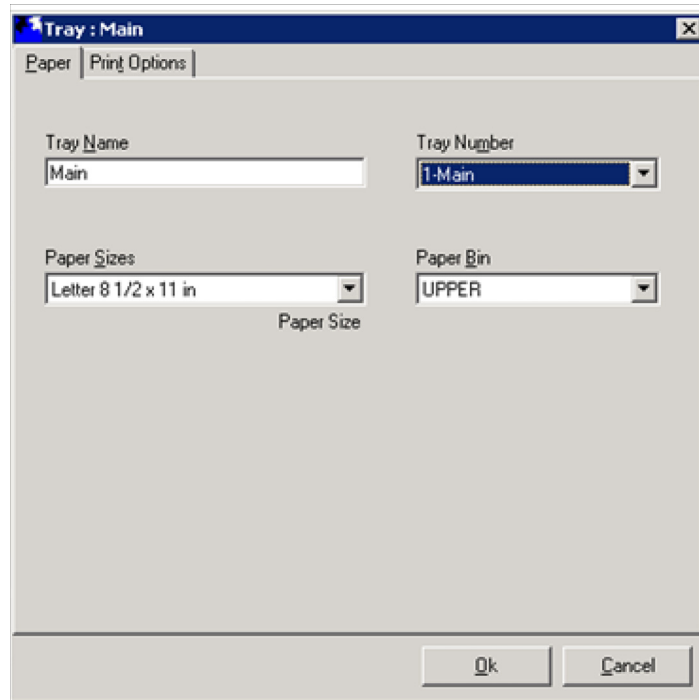 Tray : Main
Paper Print Options
Tray Name Tray Number
Main 1-Main
Paper Sizes Paper Bin
Letter 8 1/2 x 11 in UPPER
Paper Size
Ok Cancel